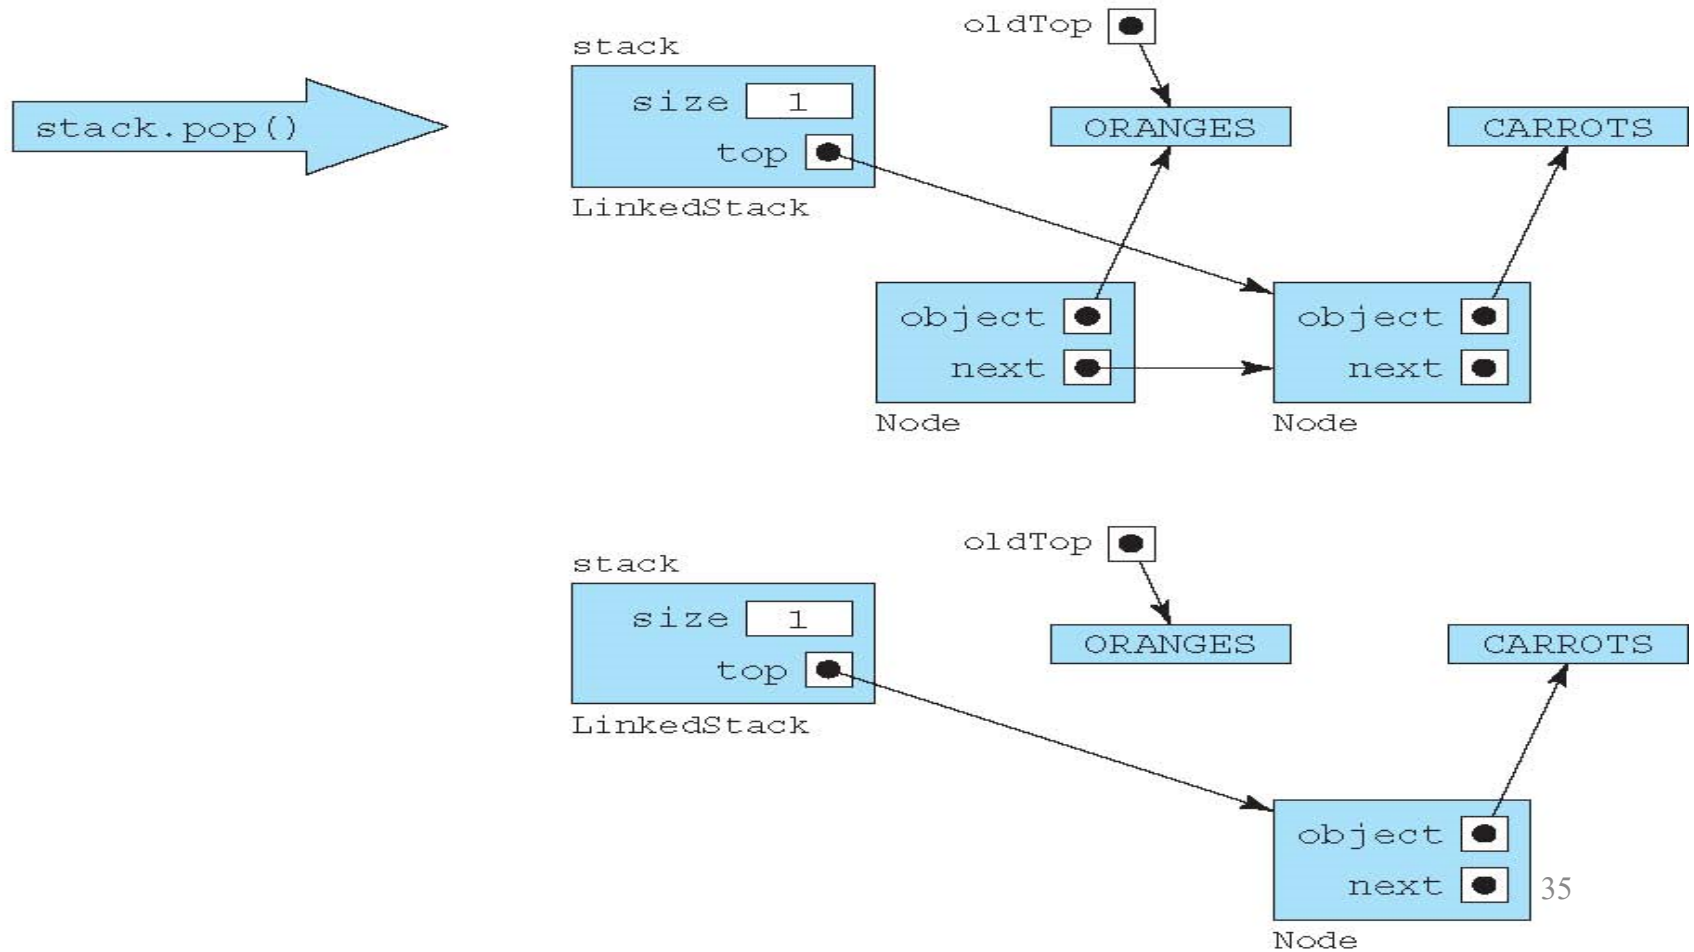 stack.pop()
stack
size 1
top
LinkedStack
oldTop
ORANGES
CARROTS
object
next
Node
object
next
Node
stack
size 1
top
LinkedStack
oldTop
ORANGES
CARROTS
object
next
Node
35